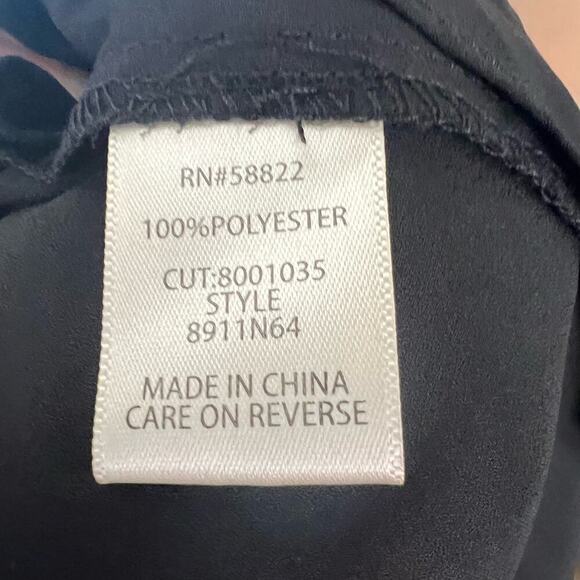 RN#58822
100%POLYESTER
CUT:8001035
STYLE
8911N64
MADE IN CHINA
CARE ON REVERSE